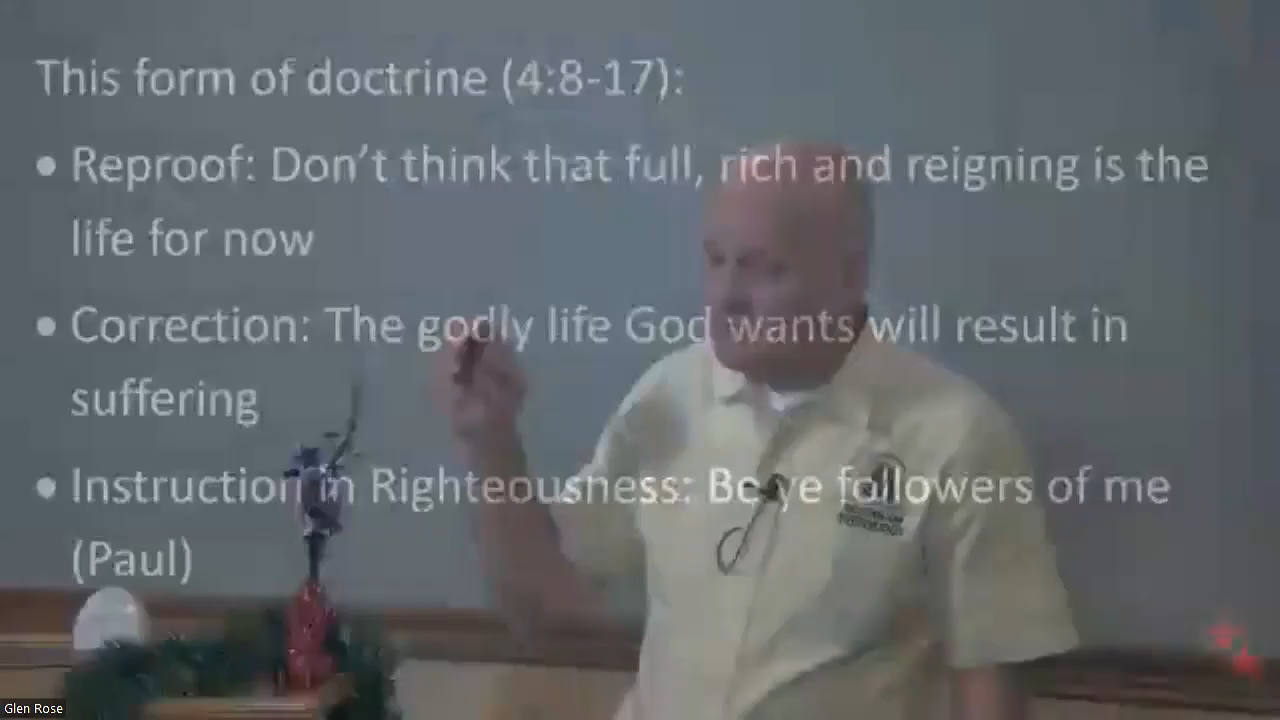 This form of doctrine (4:8-17):
● Reproof: Don’t think that full, rich and reigning is the
life for now
● Correction: The godly life God wants will result in
suffering
● Instruction in Righteousness: Be ye followers of me
(Paul)
Glen Rose